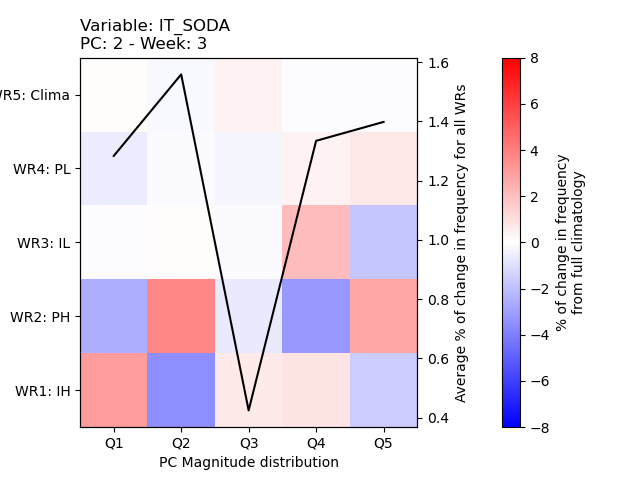 Variable: IT_SODA
PC: 2 - Week: 3
R5: Clima
WR4: PL
WR3: IL
WR2: PH
WR1: IH
Q1 Q2 Q3 Q4 Q5
PC Magnitude distribution
1.6
1.4
1.2
1.0
0.8
0.6
0.4
Average % of change in frequency for all WRs
8
6
4
2
0
−2
−4
−6
−8
% of change in frequency
from full climatology